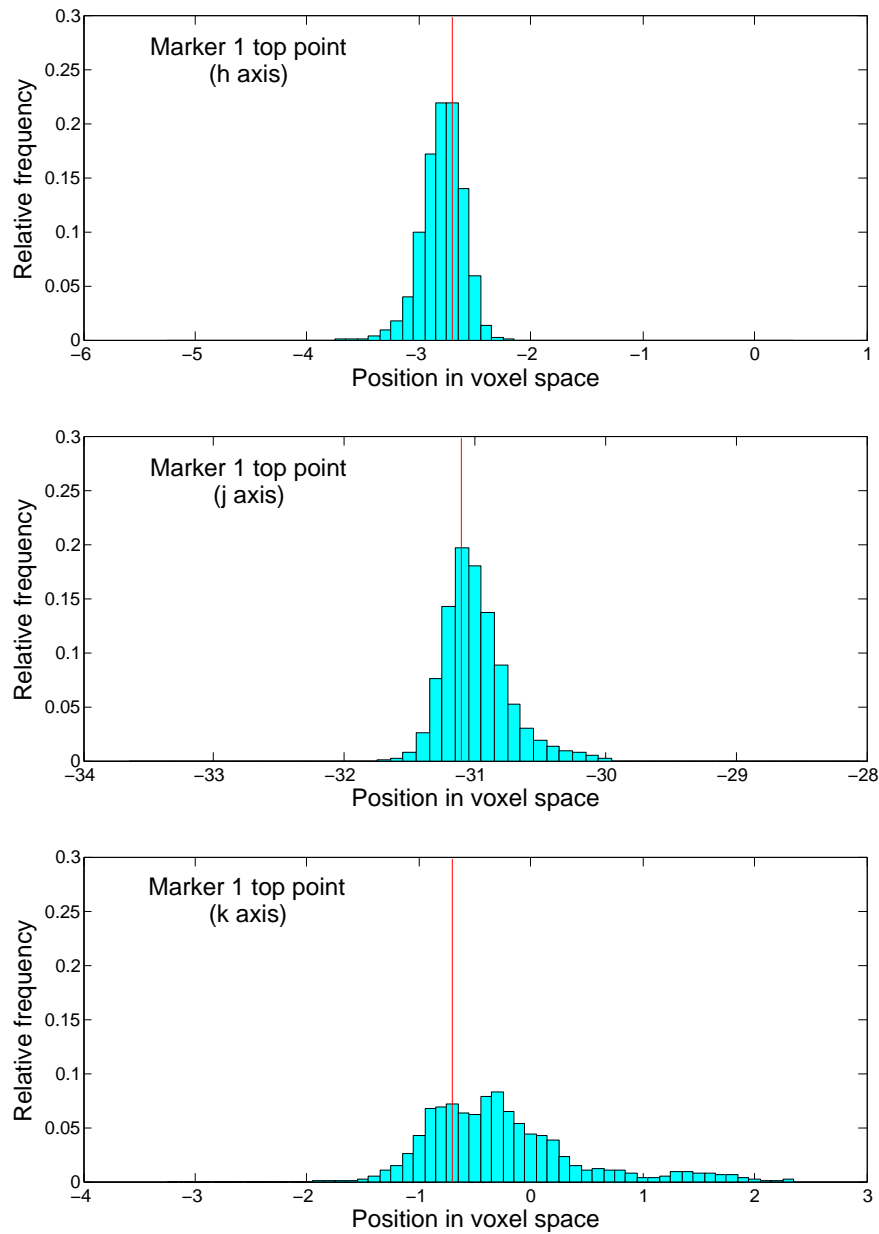 0.3
0.25
0.2
0.15
0.1
0.05
0
Relative frequency
Marker 1 top point
(h axis)
−6 −5 −4 −3 −2 −1 0 1
Position in voxel space
0.3
0.25
0.2
0.15
0.1
0.05
0
Relative frequency
Marker 1 top point
(j axis)
−34 −33 −32 −31 −30 −29 −28
Position in voxel space
0.3
0.25
0.2
0.15
0.1
0.05
0
Relative frequency
Marker 1 top point
(k axis)
−4 −3 −2 −1 0 1 2 3
Position in voxel space